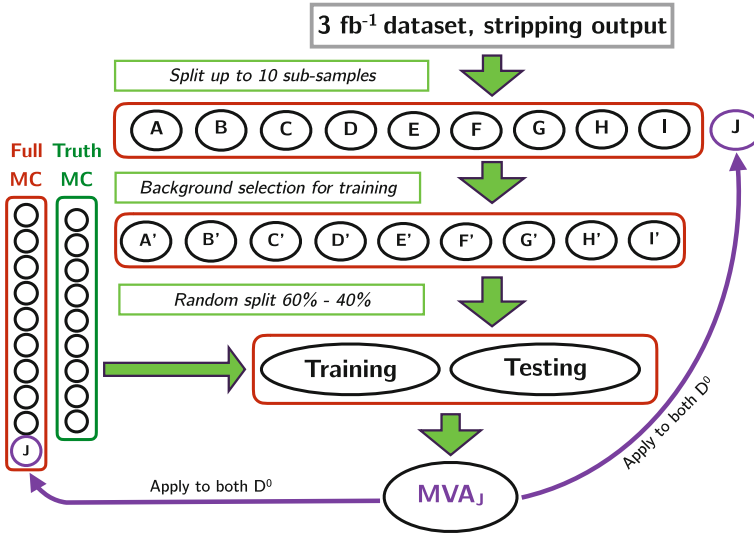 3 fb⁻¹ dataset, stripping output
Split up to 10 sub-samples
A B C D E F G H I J
Full Truth
MC MC
Background selection for training
A' B' C' D' E' F' G' H' I'
Random split 60% - 40%
Training Testing
Apply to both D⁰
J
Apply to both D⁰
MVA_J